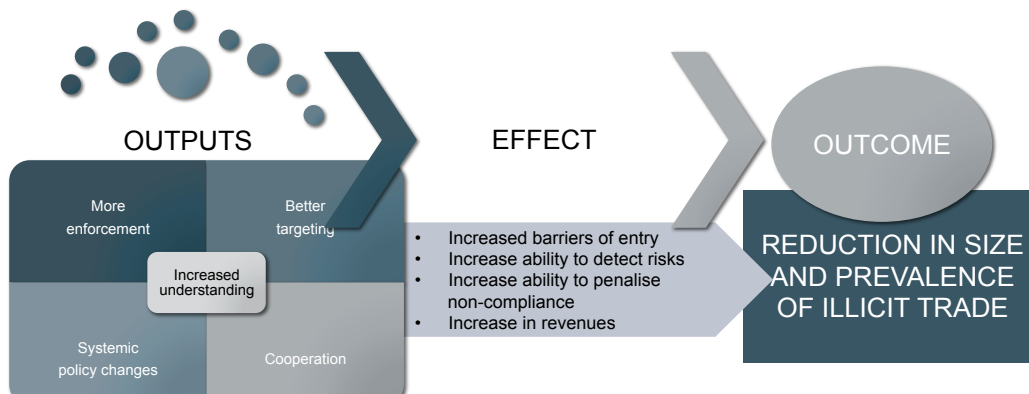 OUTPUTS
More
enforcement
Better
targeting
Increased
understanding
Systemic
policy changes
Cooperation
EFFECT
• Increased barriers of entry
• Increase ability to detect risks
• Increase ability to penalise
non-compliance
• Increase in revenues
OUTCOME
REDUCTION IN SIZE
AND PREVALENCE
OF ILLICIT TRADE